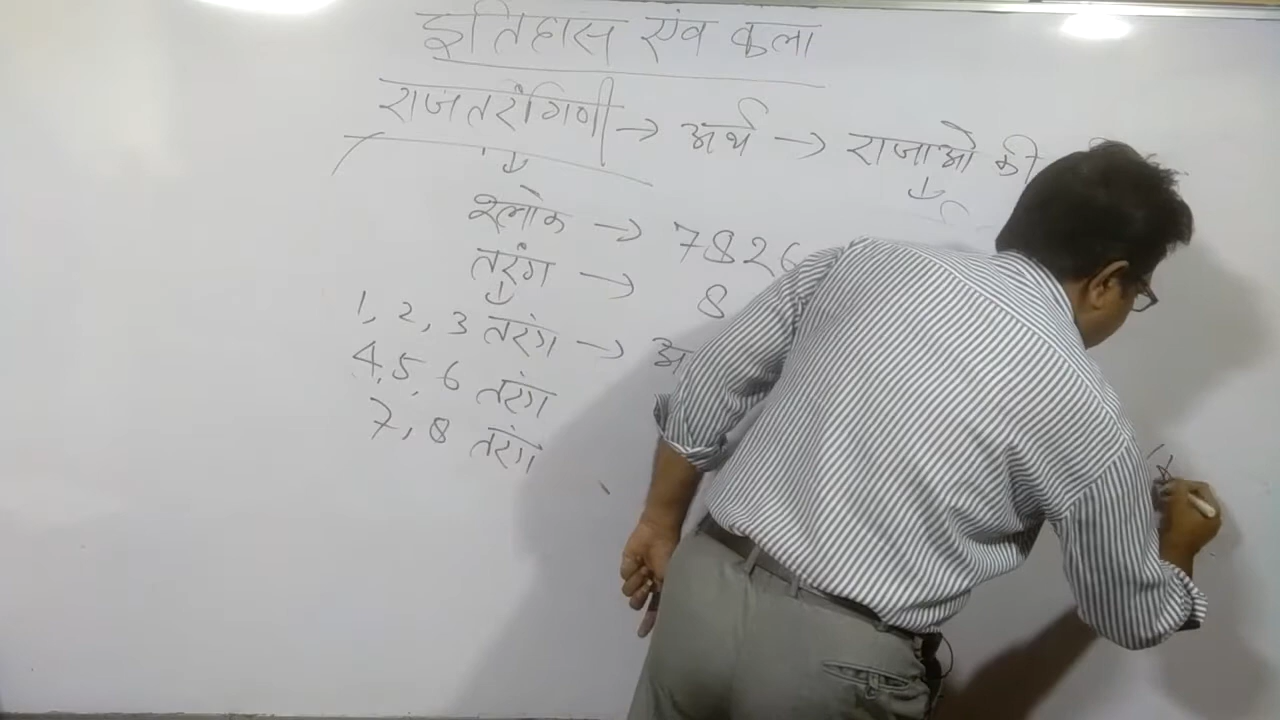 इतिहास एंव कला
राजतरंगिणी → अर्थ → राजाओ की
श्लोक → 7826
तरंग → 8
1, 2, 3 तरंग → अ
4, 5, 6 तरंग
7, 8 तरंग